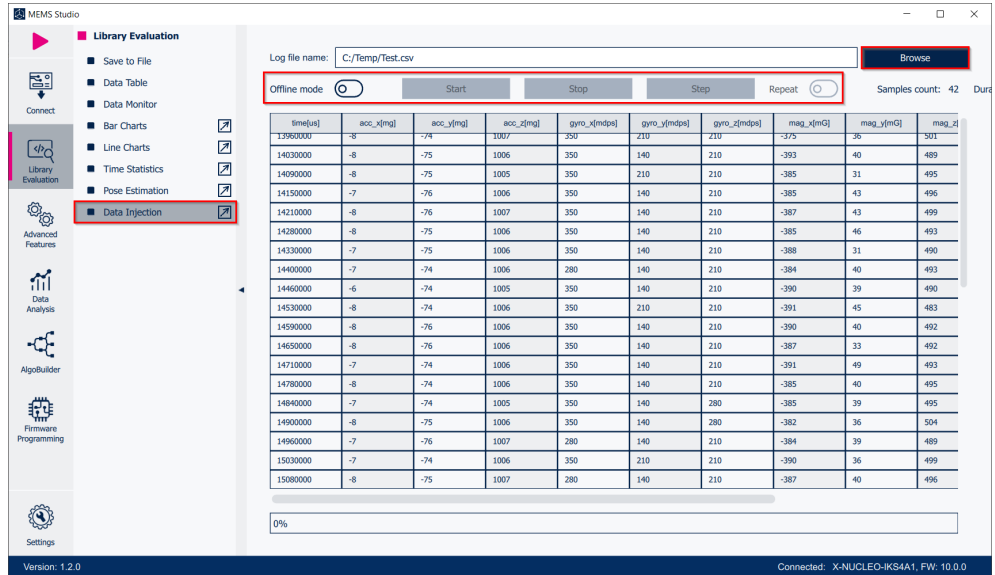 MEMS Studio
Library Evaluation
Save to File
Data Table
Data Monitor
Bar Charts
Line Charts
Time Statistics
Pose Estimation
Data Injection
Connect
Library
Evaluation
Advanced
Features
Data
Analysis
AlgoBuilder
Firmware
Programming
Settings
Log file name: C:/Temp/Test.csv Browse
Offline mode Start Stop Step Repeat Samples count: 42 Dura
time[us] acc_x[mg] acc_y[mg] acc_z[mg] gyro_x[mdps] gyro_y[mdps] gyro_z[mdps] mag_x[mG] mag_y[mG] mag_z[
13960000 -8 -74 1007 350 210 210 -375 36 501
14030000 -8 -75 1006 350 140 210 -393 40 489
14090000 -8 -75 1005 350 210 210 -385 31 495
14150000 -7 -76 1006 350 140 210 -385 43 496
14210000 -8 -76 1007 350 140 210 -387 43 499
14280000 -8 -75 1006 350 140 210 -385 46 493
14330000 -7 -75 1006 350 140 210 -388 31 490
14400000 -7 -74 1006 280 140 210 -384 40 493
14460000 -6 -74 1005 350 140 210 -390 39 490
14530000 -8 -74 1006 350 210 210 -391 45 483
14590000 -8 -76 1006 350 140 210 -390 40 492
14650000 -8 -76 1006 350 140 210 -387 33 492
14710000 -7 -74 1006 350 140 210 -391 49 493
14780000 -8 -74 1006 350 140 210 -385 40 495
14840000 -7 -74 1005 350 140 280 -385 39 495
14900000 -8 -75 1006 350 140 280 -382 36 504
14960000 -7 -76 1007 280 140 210 -384 39 489
15030000 -7 -74 1006 350 140 210 -390 36 499
15080000 -8 -75 1007 280 140 210 -387 40 496
0%
Version: 1.2.0 Connected: X-NUCLEO-IKS4A1, FW: 10.0.0